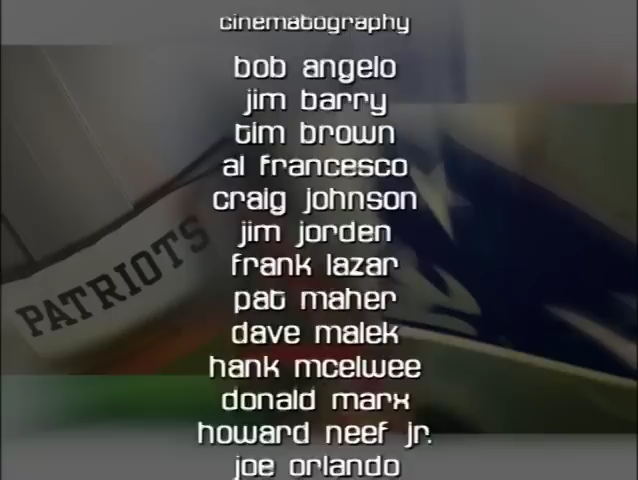 cinematography
bob angelo
jim barry
tim brown
al francesco
craig johnson
jim jorden
frank lazar
pat maher
dave malek
hank mcelwee
donald marx
howard neef jr.
joe orlando
PATRIOTS